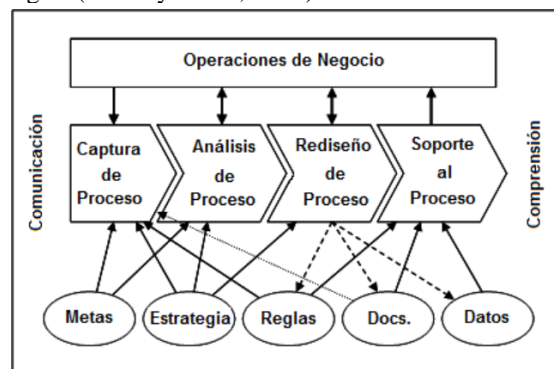 Operaciones de Negocio
Comunicación
Captura
de
Proceso
Análisis
de
Proceso
Rediseño
de
Proceso
Soporte
al
Proceso
Comprensión
Metas
Estrategia
Reglas
Docs.
Datos